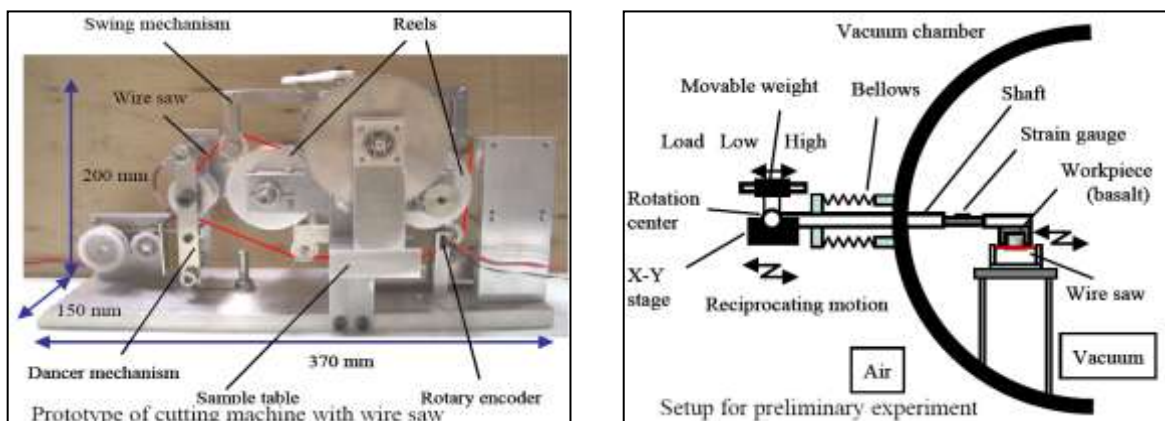 Swing mechanism
Reels
Wire saw
200 mm
150 mm
370 mm
Dancer mechanism
Sample table
Rotary encoder
Prototype of cutting machine with wire saw
Vacuum chamber
Movable weight
Bellows
Shaft
Load Low High
Strain gauge
Workpiece
(basalt)
Rotation
center
X-Y
stage
Reciprocating motion
Wire saw
Air
Vacuum
Setup for preliminary experiment